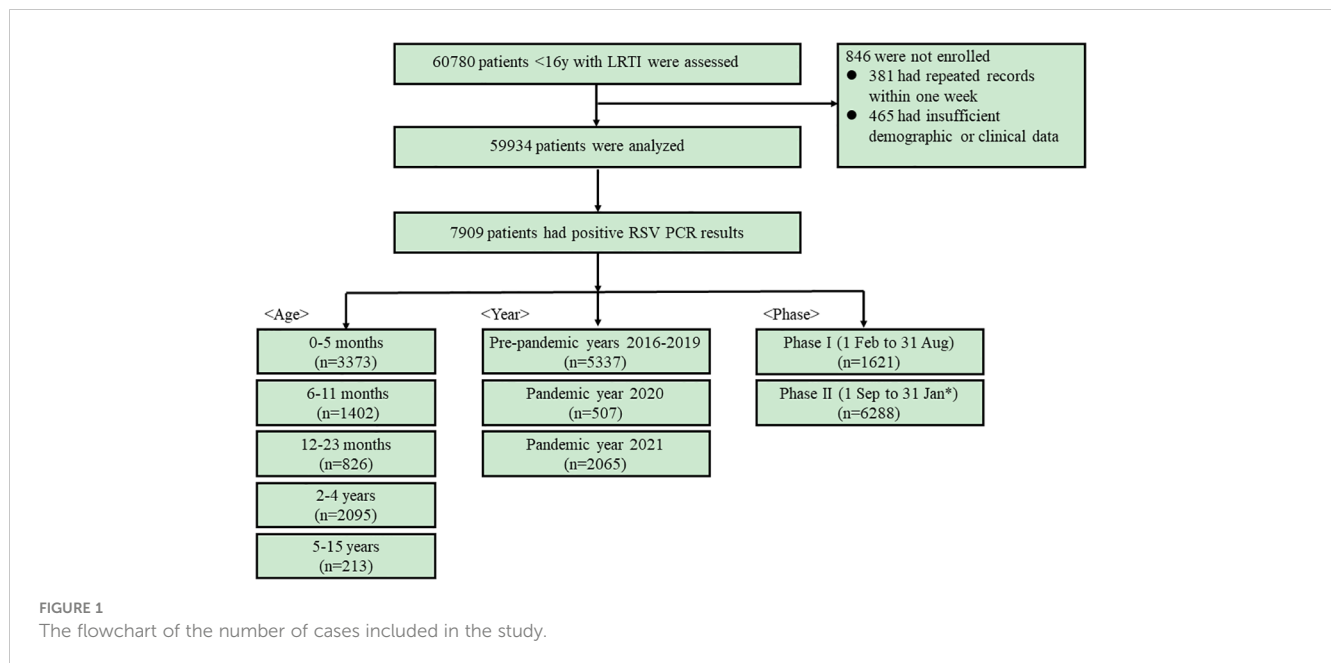 60780 patients <16y with LRTI were assessed
846 were not enrolled
● 381 had repeated records
within one week
● 465 had insufficient
demographic or clinical data
59934 patients were analyzed
7909 patients had positive RSV PCR results
<Age>
0-5 months
(n=3373)
6-11 months
(n=1402)
12-23 months
(n=826)
2-4 years
(n=2095)
5-15 years
(n=213)
<Year>
Pre-pandemic years 2016-2019
(n=5337)
Pandemic year 2020
(n=507)
Pandemic year 2021
(n=2065)
<Phase>
Phase I (1 Feb to 31 Aug)
(n=1621)
Phase II (1 Sep to 31 Jan*)
(n=6288)
FIGURE 1
The flowchart of the number of cases included in the study.